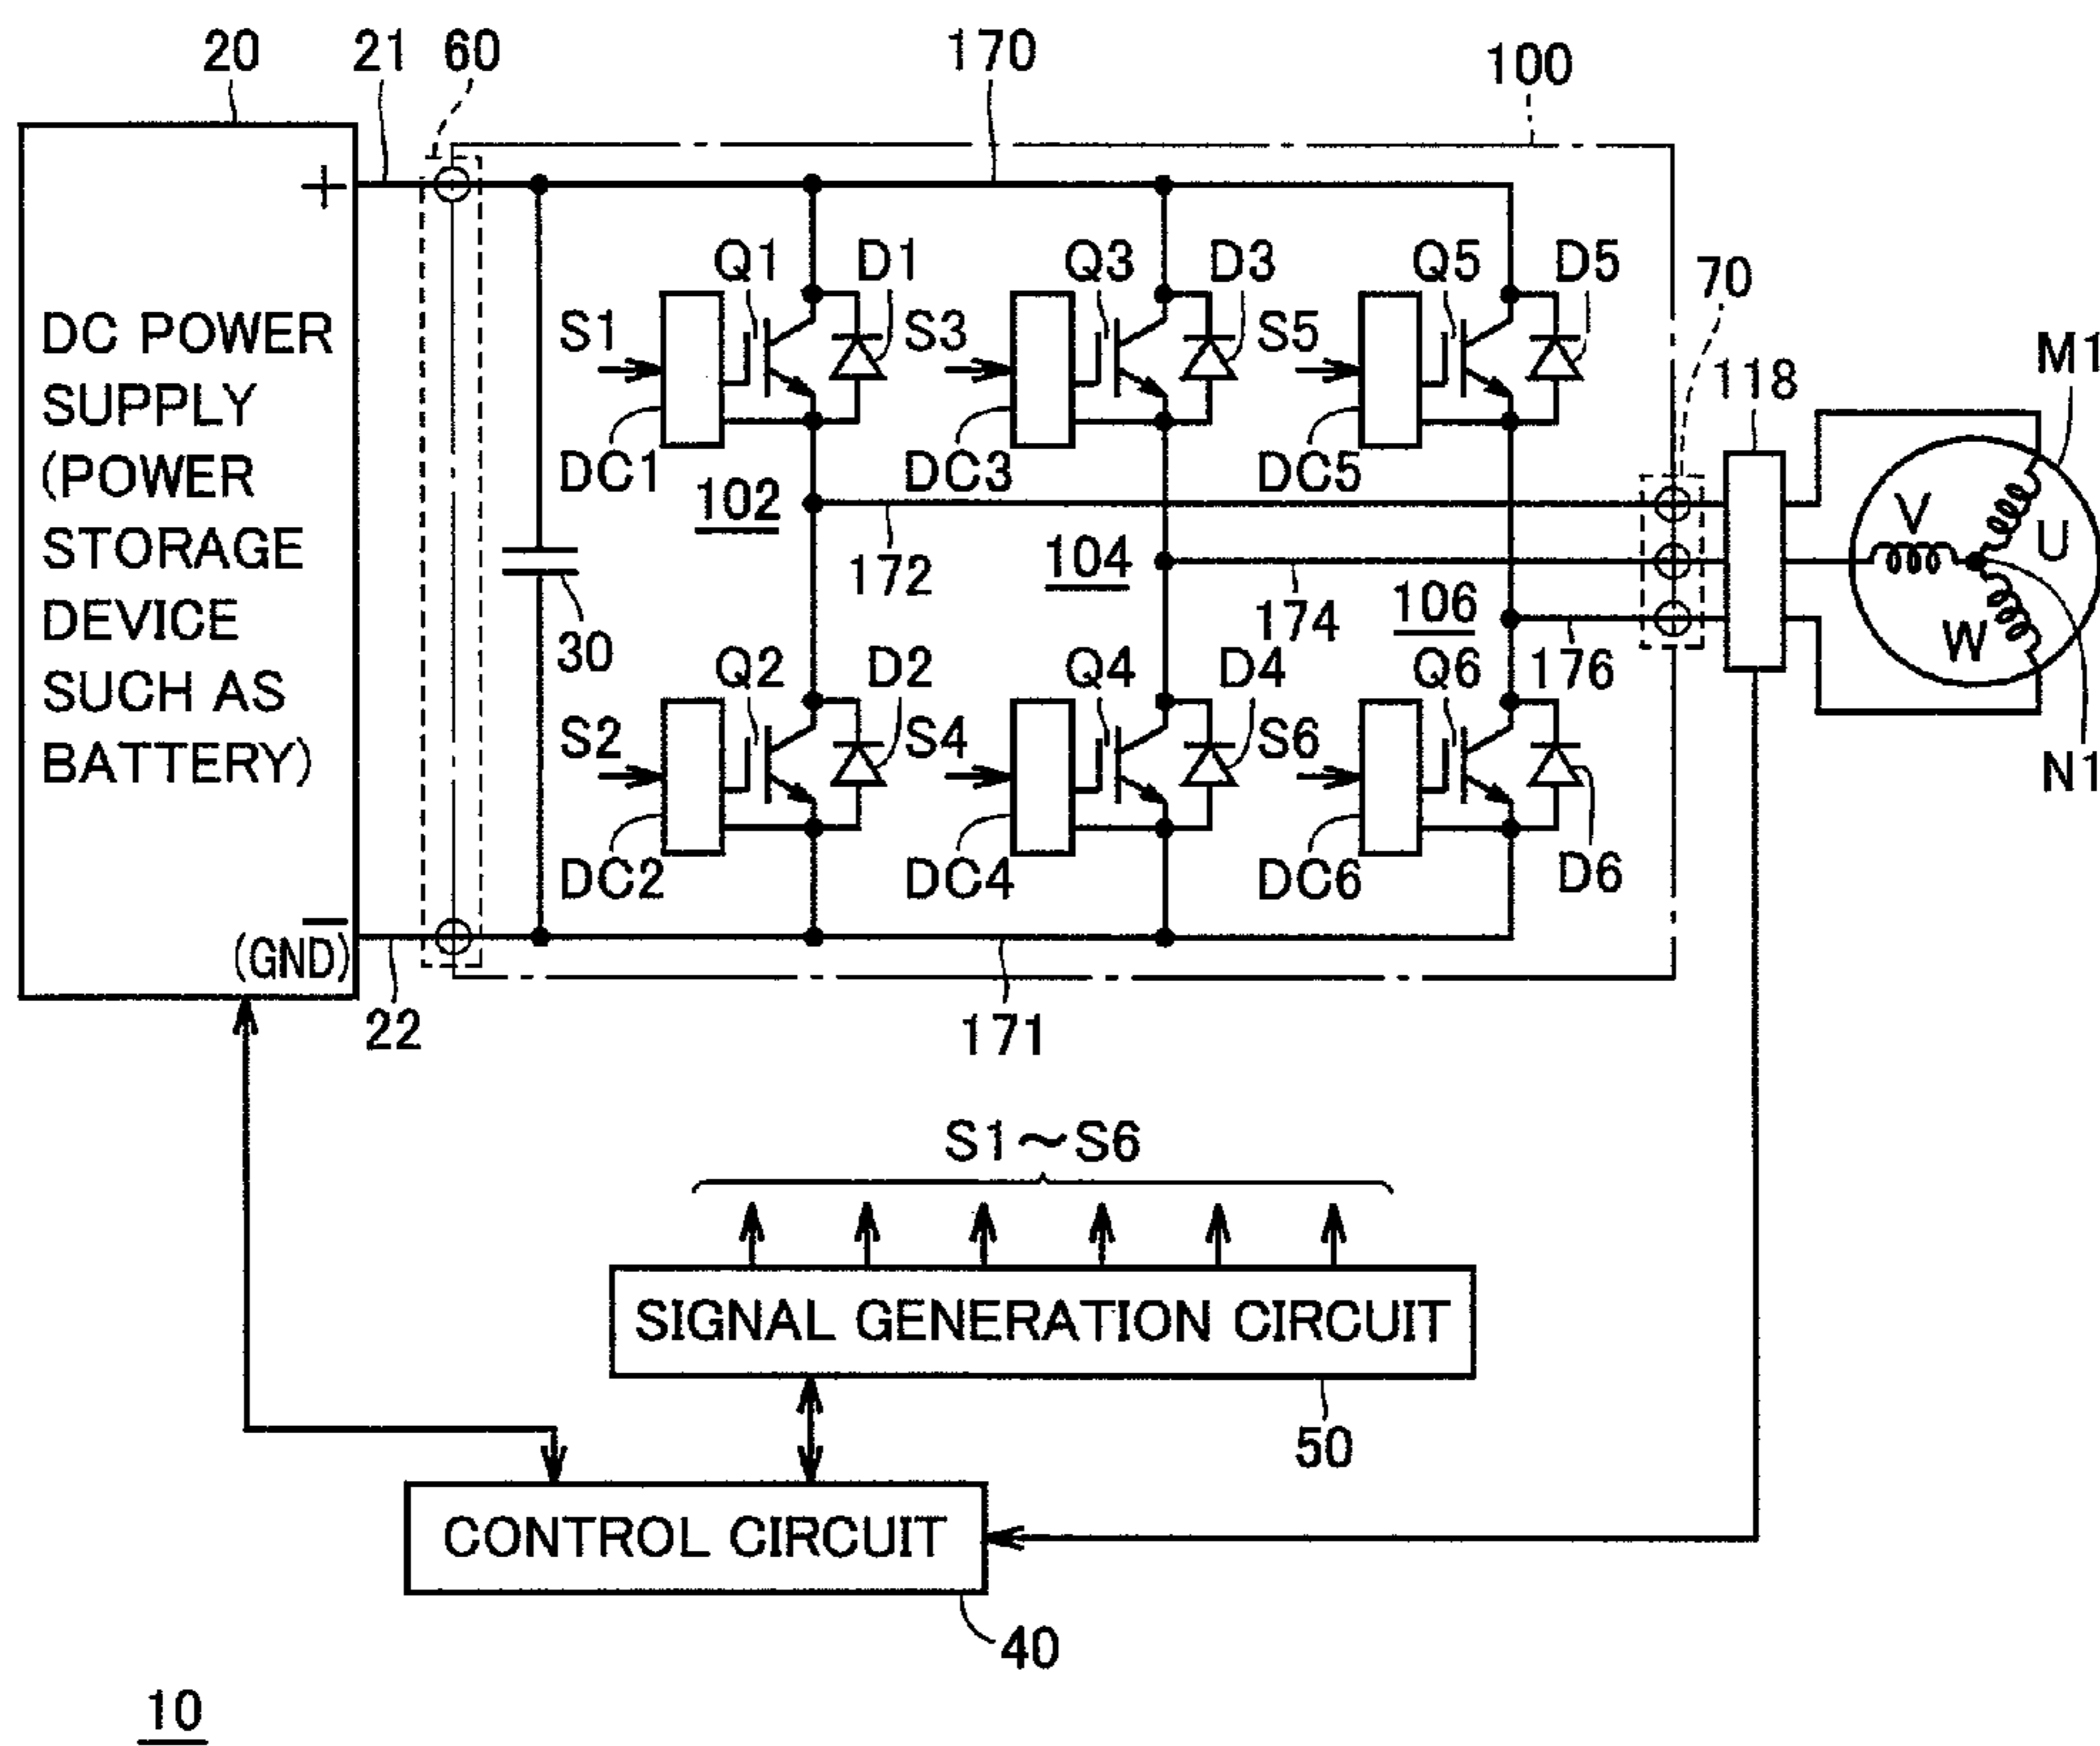 20
21
60
170
100
+
Q1
D1
Q3
D3
Q5
D5
70
DC POWER
SUPPLY
(POWER
STORAGE
DEVICE
SUCH AS
BATTERY)
S1
S3
S5
M1
118
DC1
DC3
DC5
102
V
U
172
104
174
106
W
30
176
Q2
D2
Q4
D4
Q6
S2
S4
S6
N1
DC2
DC4
DC6
D6
−
(GND)
22
171
S1～S6
SIGNAL GENERATION CIRCUIT
50
CONTROL CIRCUIT
40
10